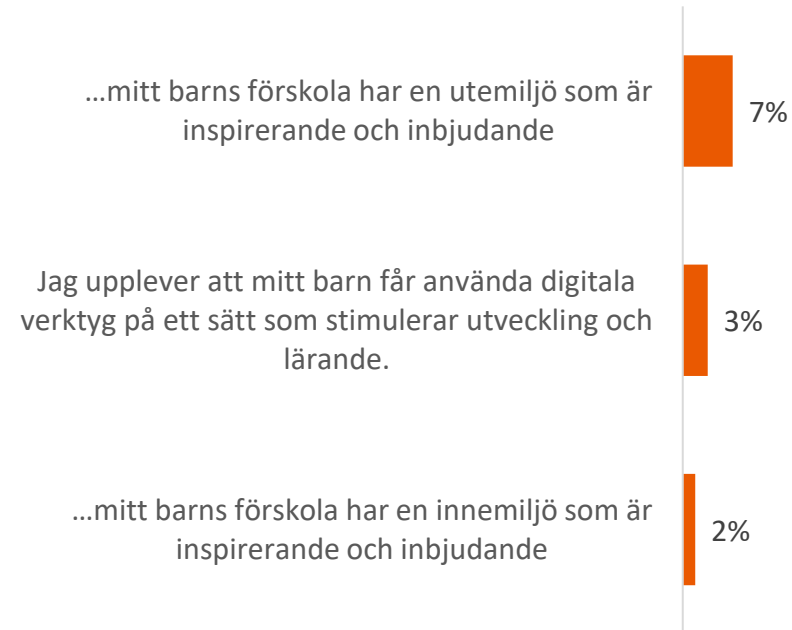 …mitt barns förskola har en utemiljö som är
inspirerande och inbjudande
7%
Jag upplever att mitt barn får använda digitala
verktyg på ett sätt som stimulerar utveckling och
lärande.
3%
…mitt barns förskola har en innemiljö som är
inspirerande och inbjudande
2%